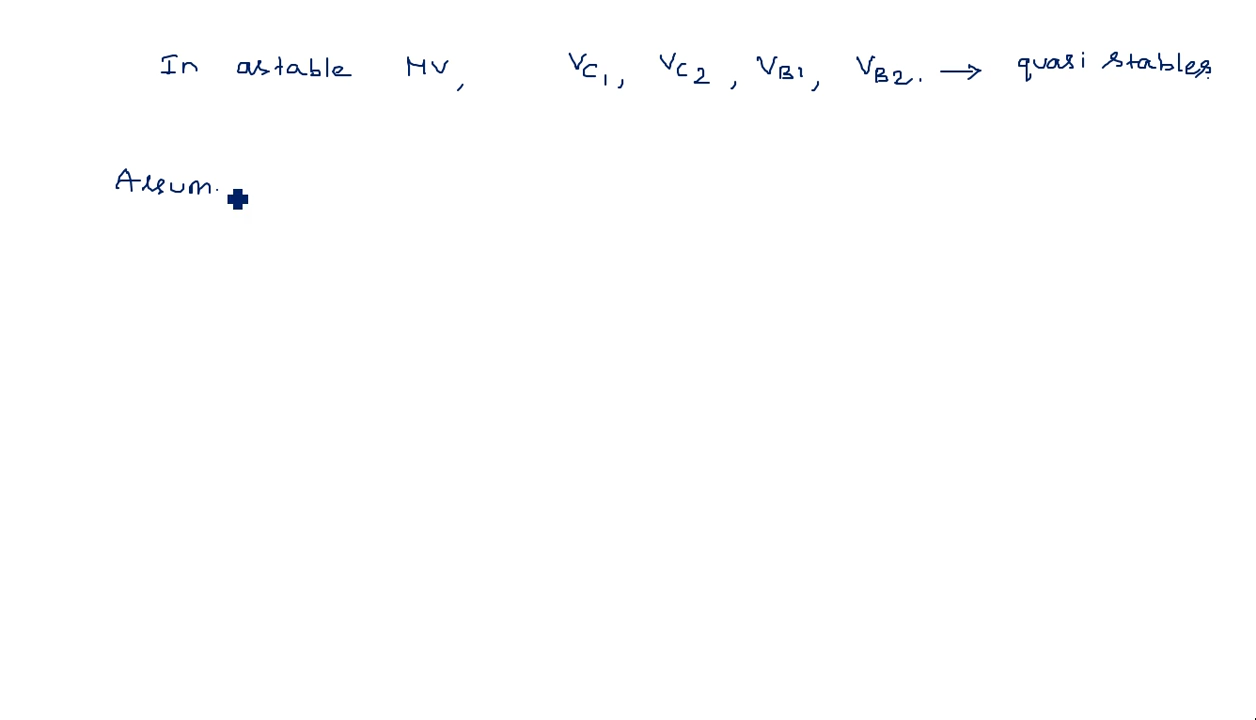 In astable MV, VC1, VC2, VB1, VB2. → quasi stables.
Assum.